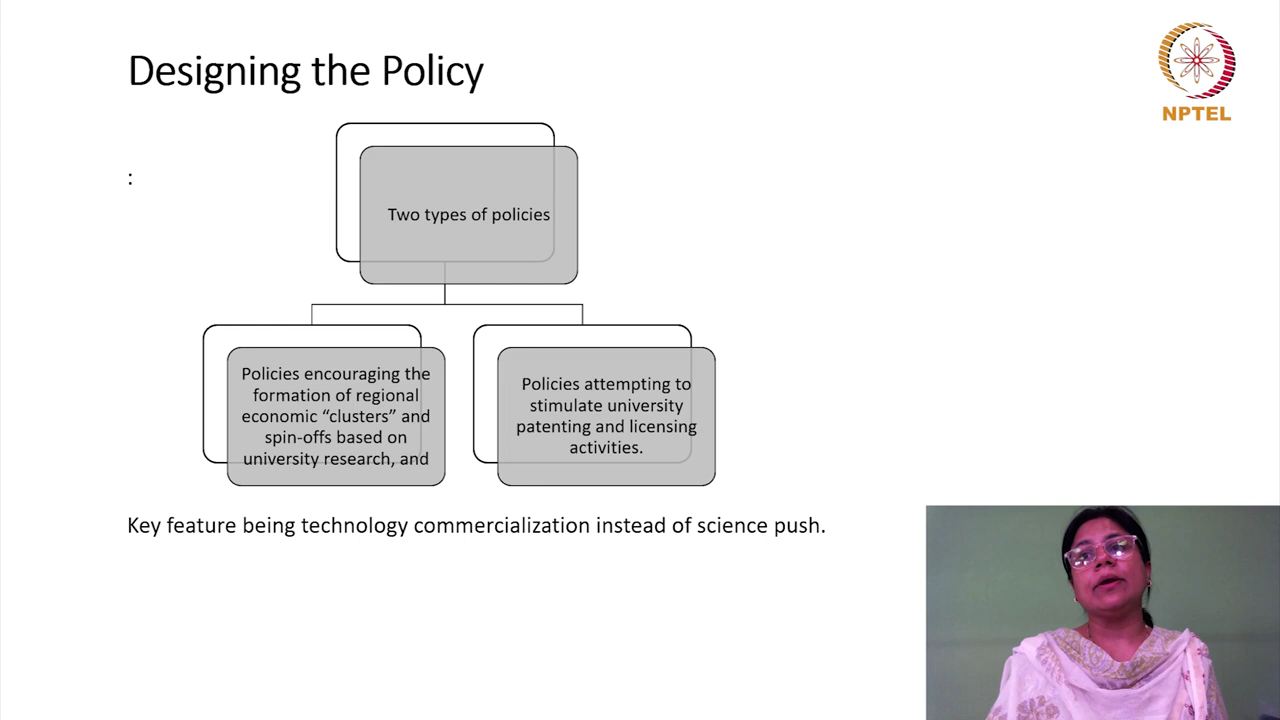 Designing the Policy
NPTEL
:
Two types of policies
Policies encouraging the
formation of regional
economic “clusters” and
spin-offs based on
university research, and
Policies attempting to
stimulate university
patenting and licensing
activities.
Key feature being technology commercialization instead of science push.